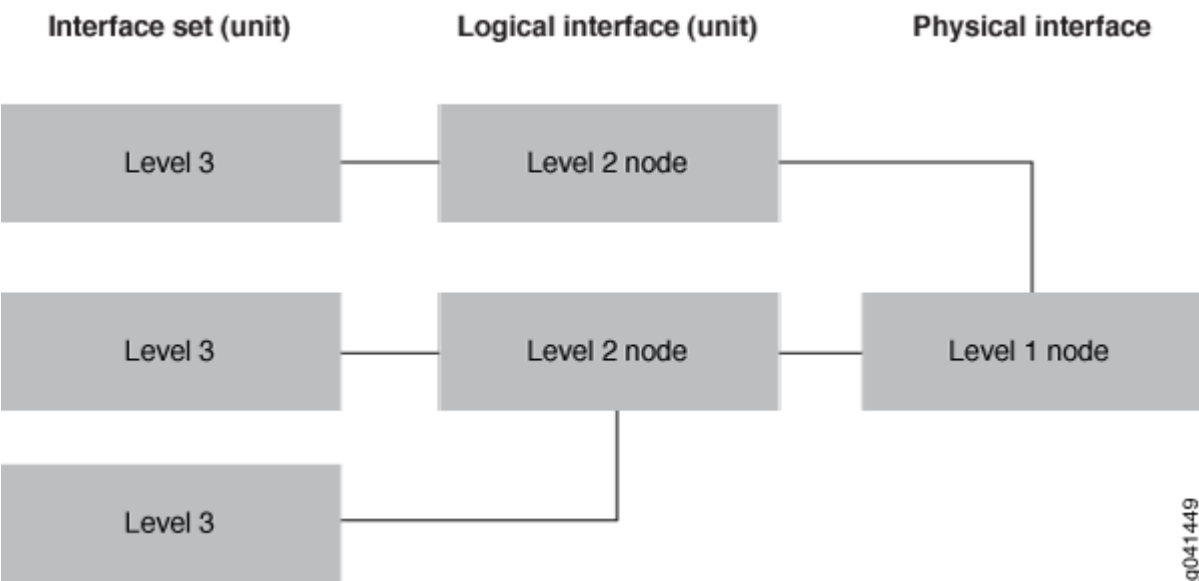 Interface set (unit)
Logical interface (unit)
Physical interface
Level 3
Level 2 node
Level 3
Level 2 node
Level 1 node
Level 3
g041449